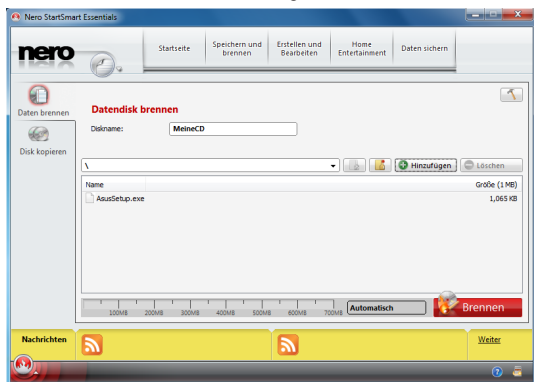 Nero StartSmart Essentials
nero
Startseite
Speichern und
brennen
Erstellen und
Bearbeiten
Home
Entertainment
Daten sichern
Daten brennen
Disk kopieren
Datendisk brennen
Diskname:
MeineCD
\
Hinzufügen
Löschen
Name
Größe (1 MB)
AsusSetup.exe
1,065 KB
100MB 200MB 300MB 400MB 500MB 600MB 700MB
Automatisch
Brennen
Nachrichten
Weiter